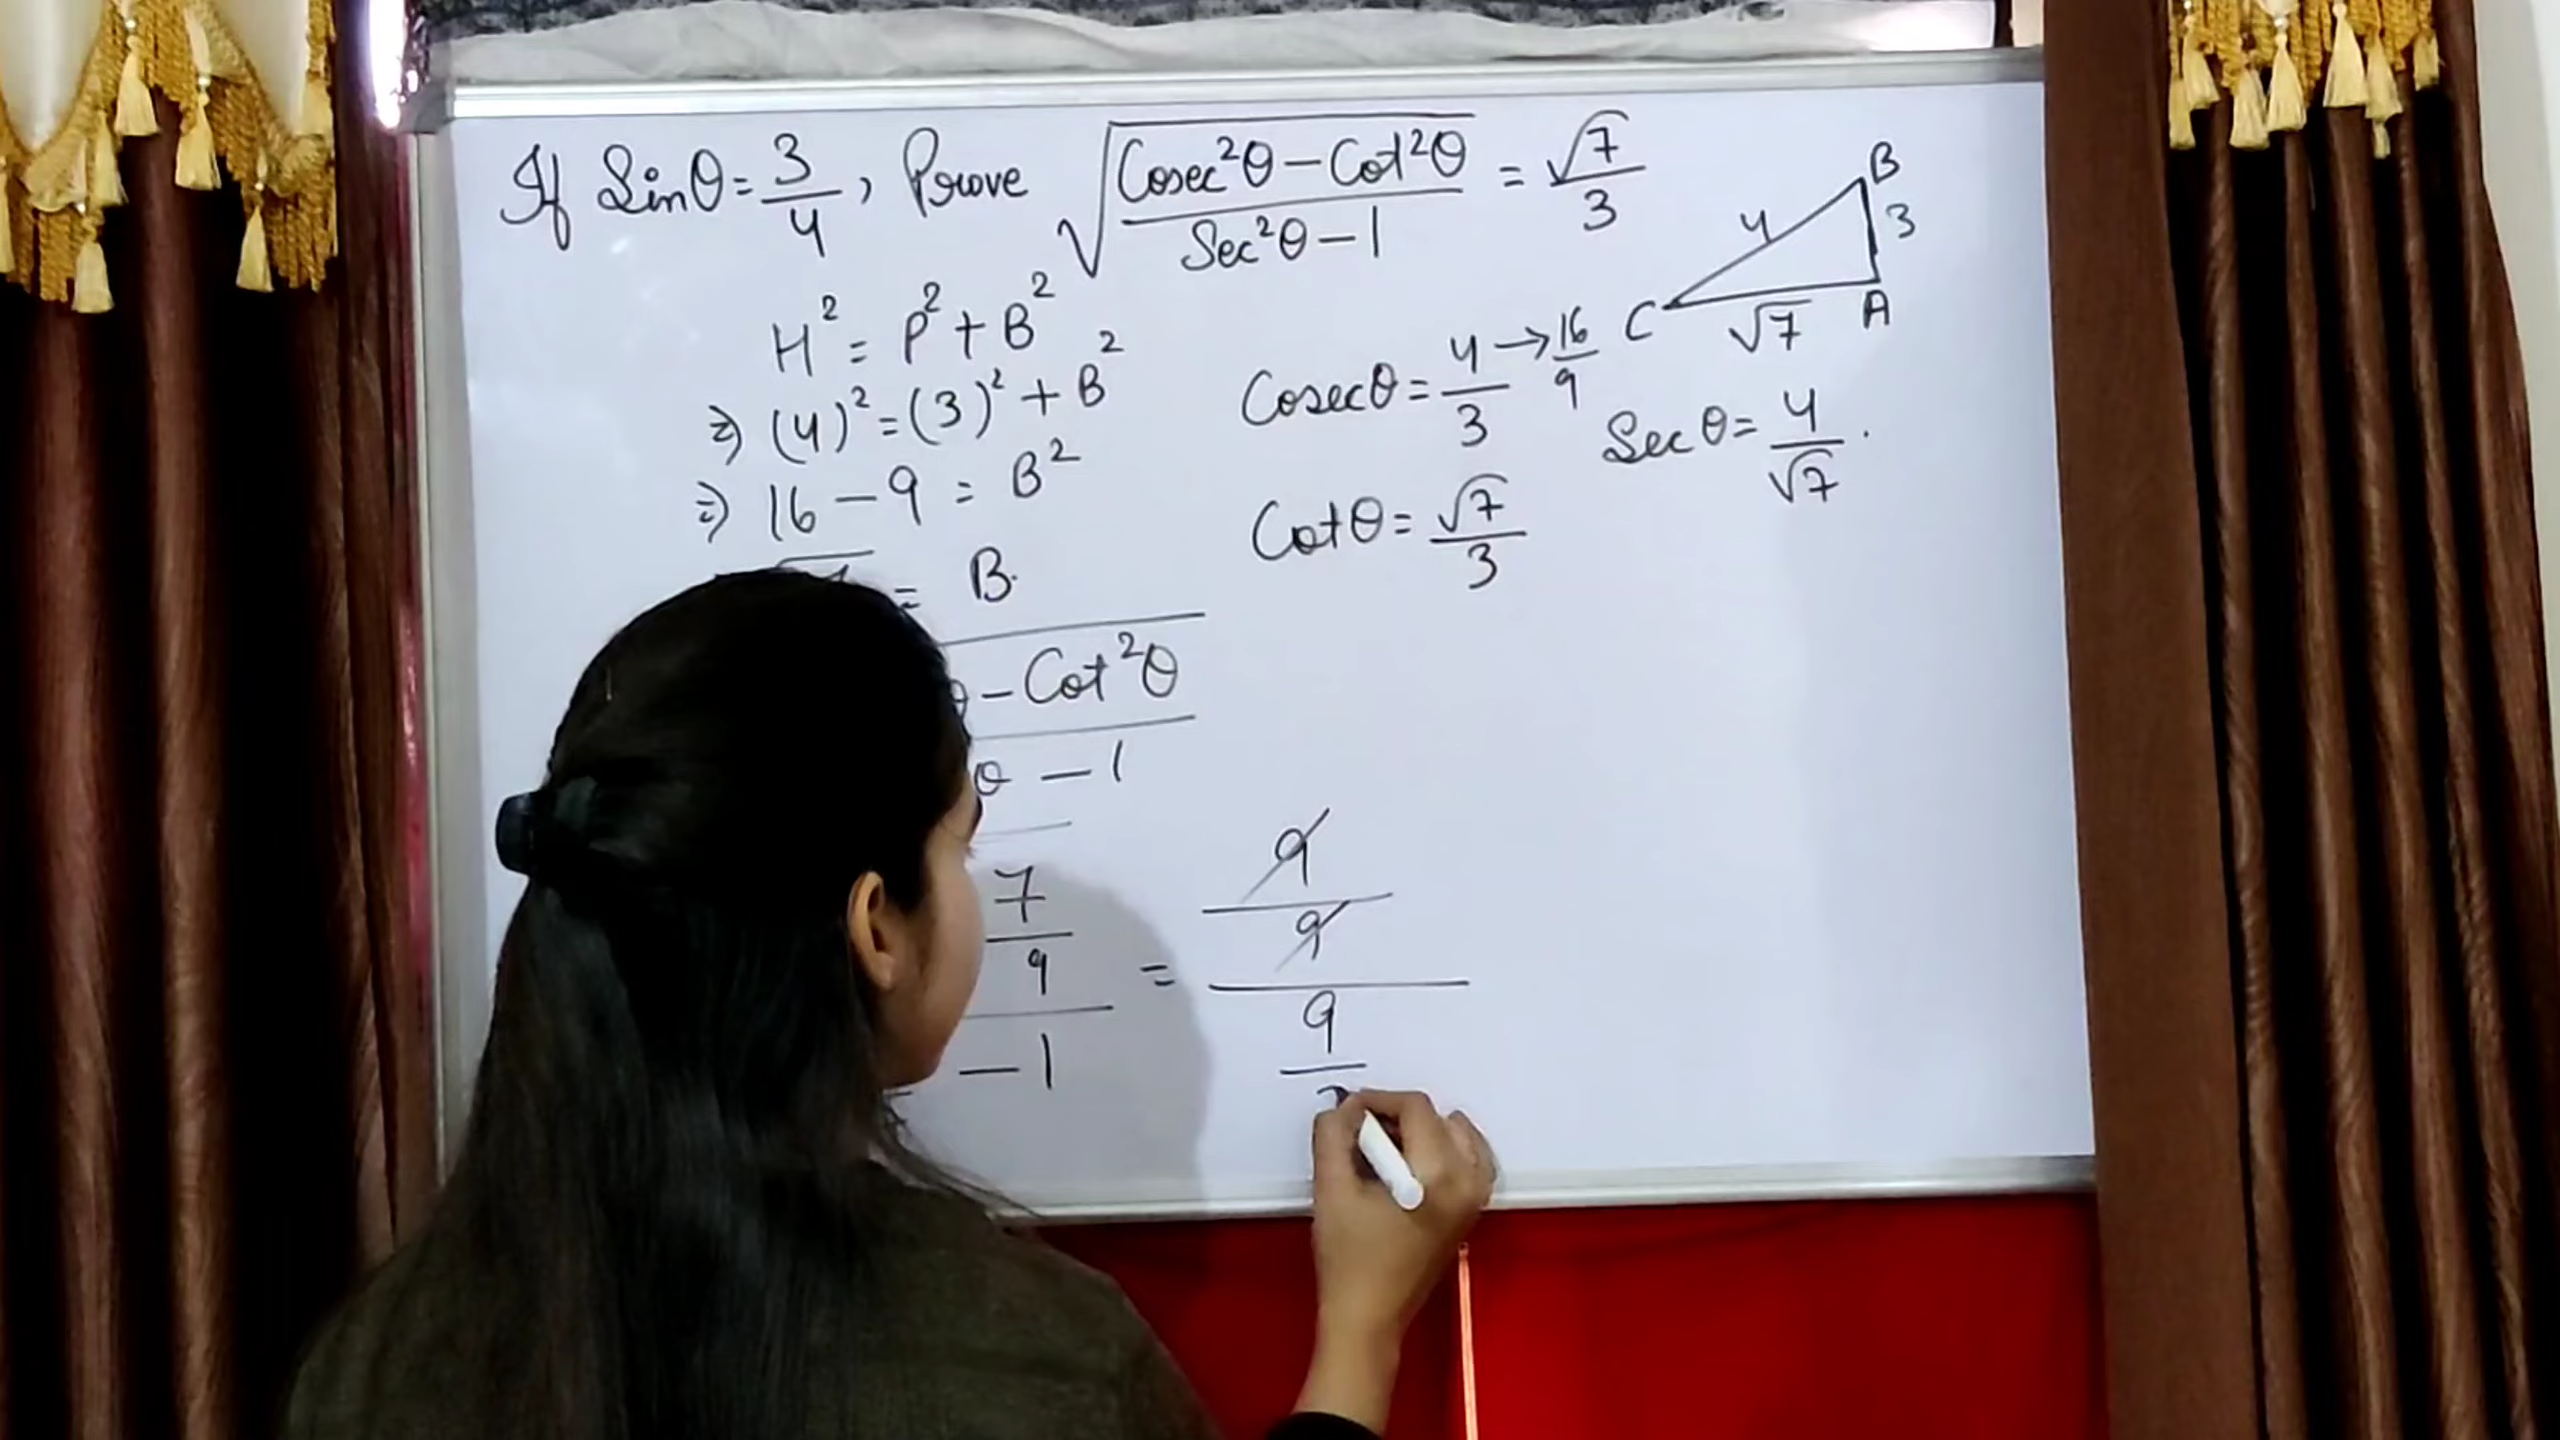 If Sinθ = 3/4, Prove √((Cosec²θ - Cot²θ)/(Sec²θ - 1)) = √7/3
H² = P² + B²
⇒ (4)² = (3)² + B²
⇒ 16 - 9 = B²
= B.
B
4
3
C
√7
A
Cosecθ = 4/3 → 16/9
Secθ = 4/√7.
Cotθ = √7/3
θ - Cot²θ
θ - 1
7/9
- 1
= 9/9
9